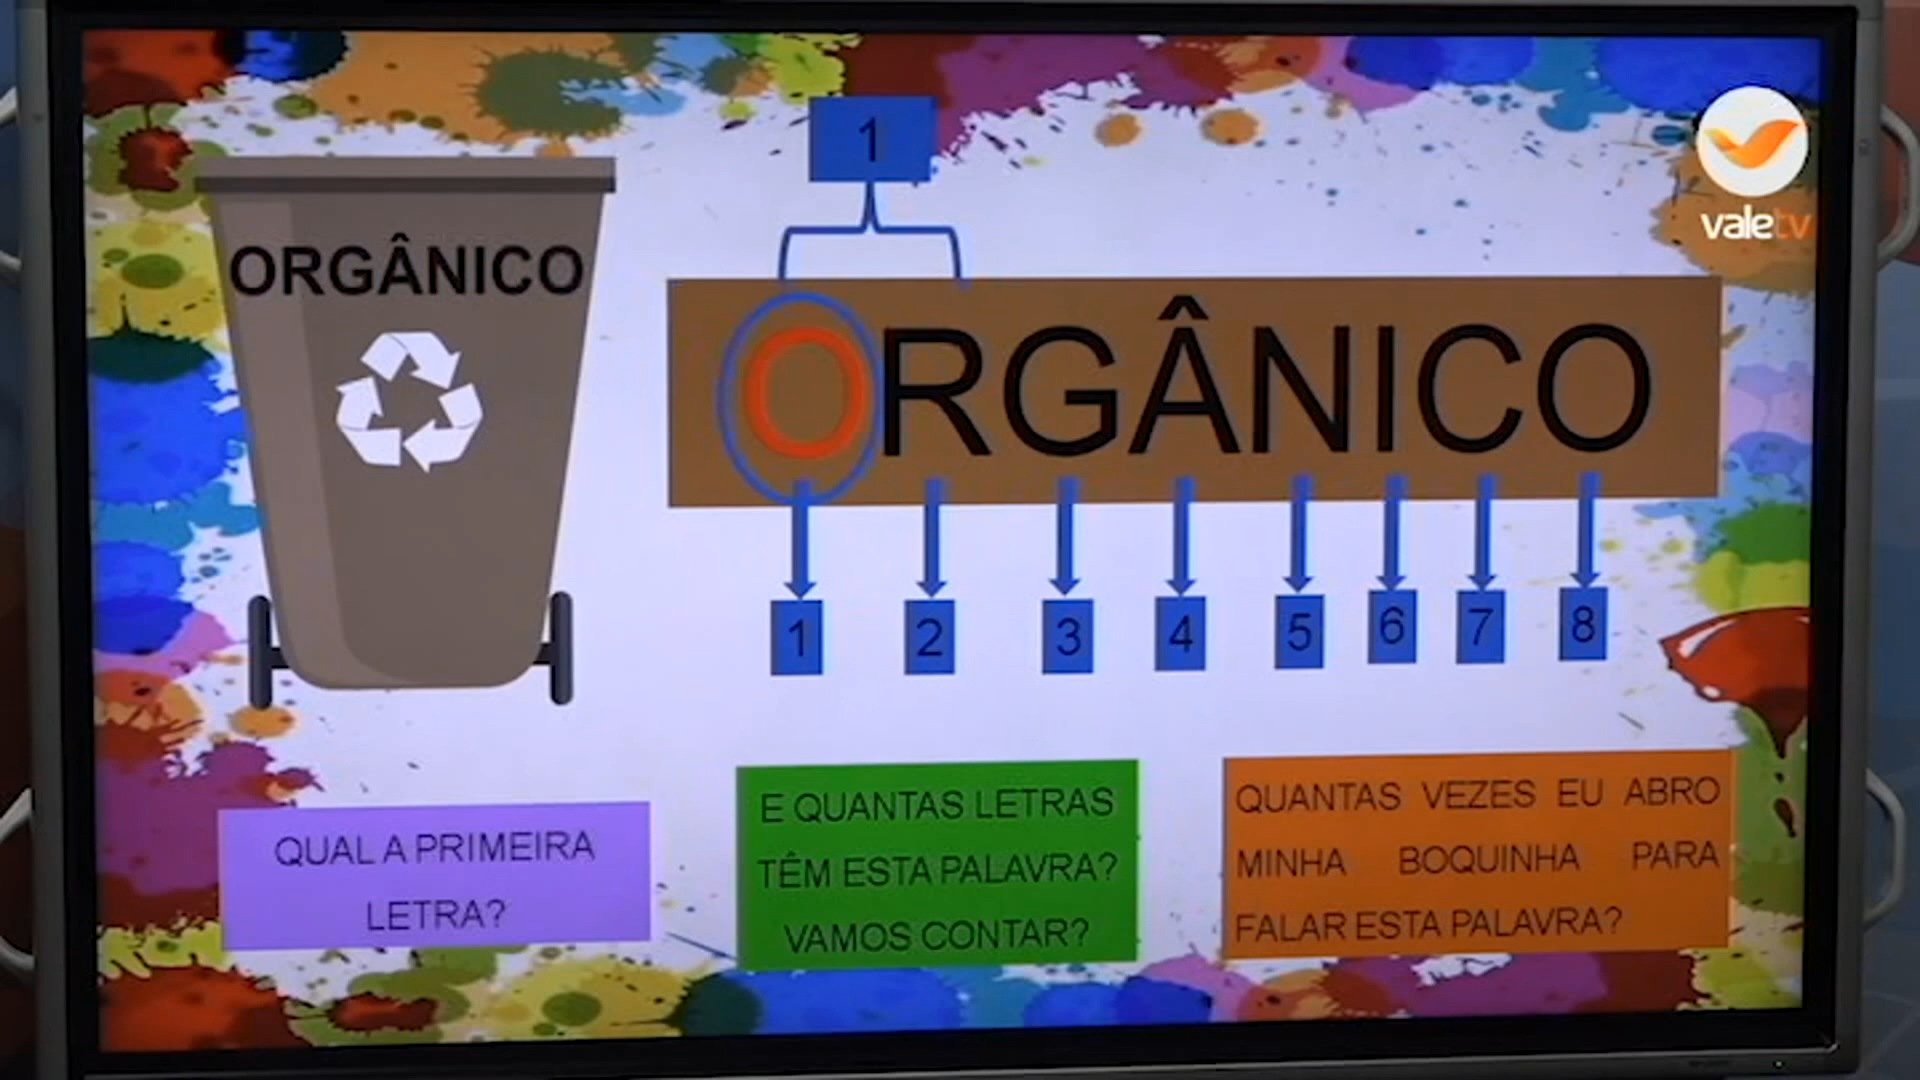 1
valetv
ORGÂNICO
ORGÂNICO
1 2 3 4 5 6 7 8
QUAL A PRIMEIRA
LETRA?
E QUANTAS LETRAS
TÊM ESTA PALAVRA?
VAMOS CONTAR?
QUANTAS VEZES EU ABRO
MINHA BOQUINHA PARA
FALAR ESTA PALAVRA?